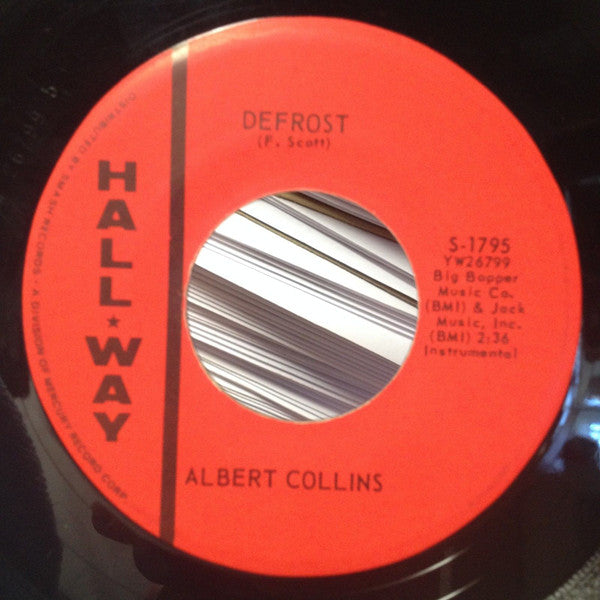 DEFROST
(F. Scott)
HALL★WAY
DISTRIBUTED BY SMASH RECORDS - A DIVISION OF MERCURY RECORD CORP.
S-1795
YW26799
Big Bopper
Music Co.
(BMI) & Jack
Music, Inc.
(BMI) 2:36
Instrumental
ALBERT COLLINS